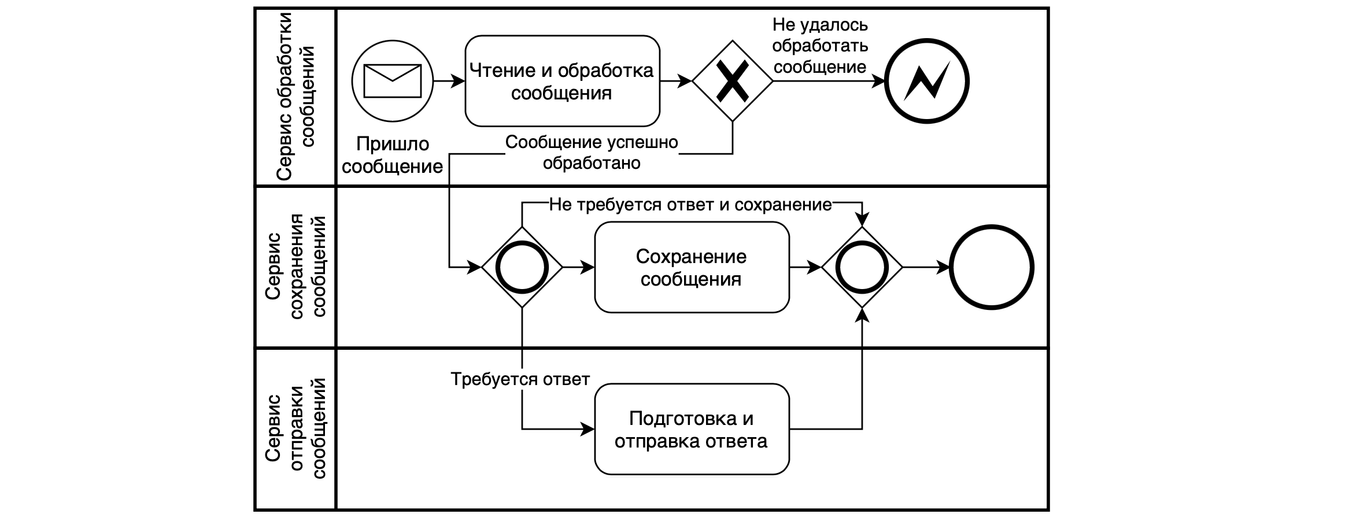 Сервис обработки
сообщений
Пришло
сообщение
Чтение и обработка
сообщения
Не удалось
обработать
сообщение
Сообщение успешно
обработано
Сервис
сохранения
сообщений
Не требуется ответ и сохранение
Сохранение
сообщения
Сервис
отправки
сообщений
Требуется ответ
Подготовка и
отправка ответа